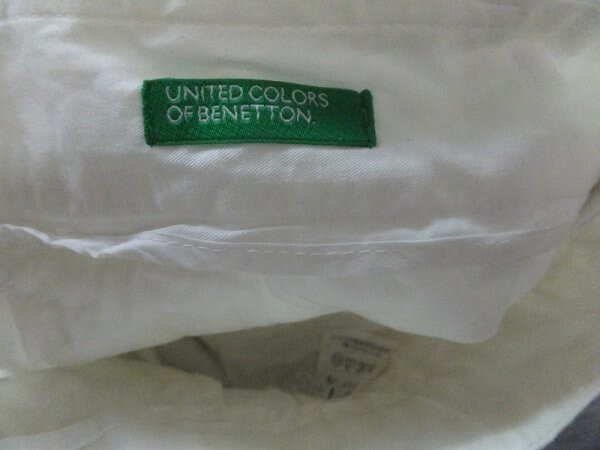 UNITED COLORS
OF BENETTON.